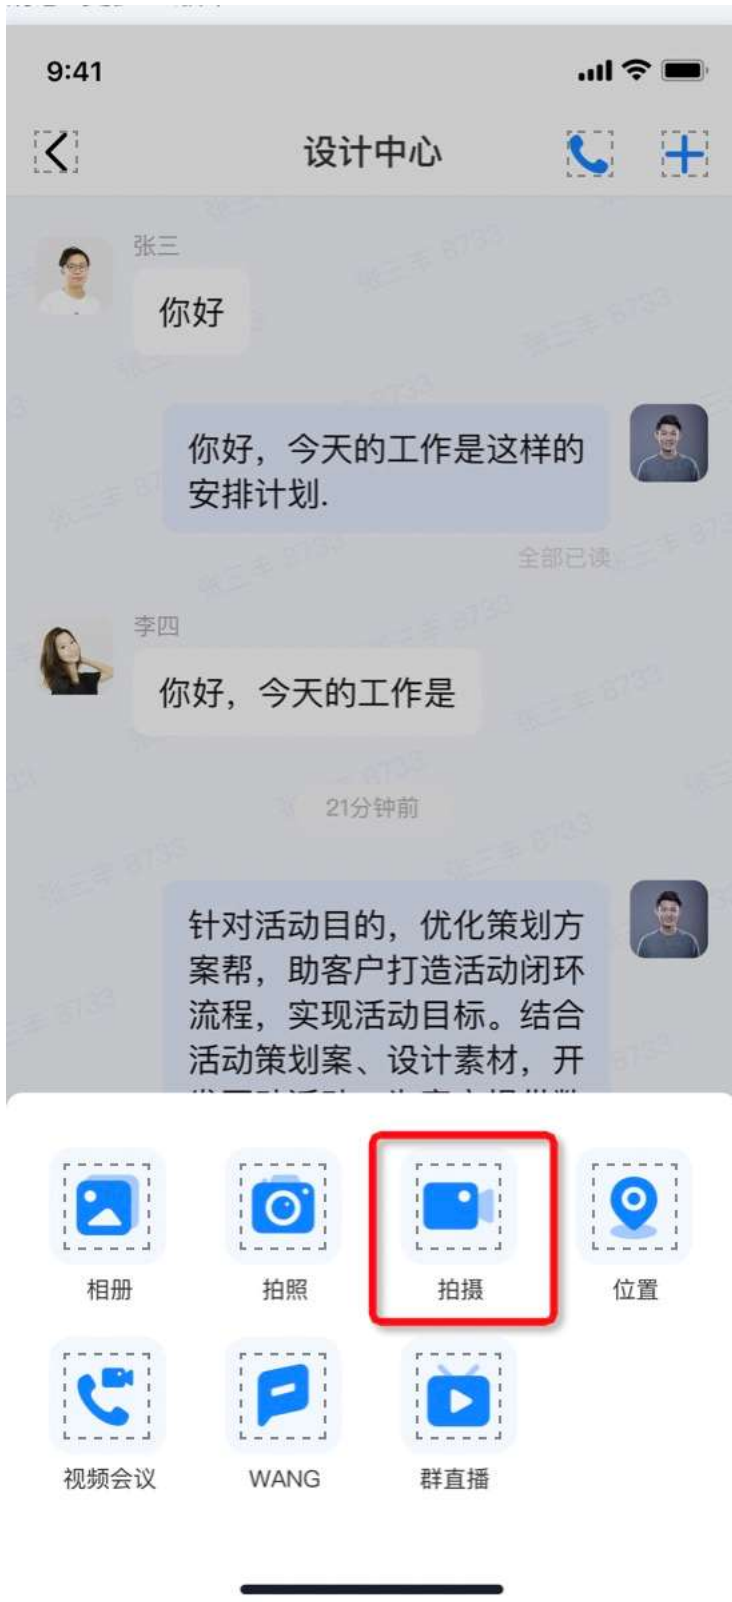 9:41
设计中心
张三
你好
你好，今天的工作是这样的
安排计划.
全部已读
李四
你好，今天的工作是
21分钟前
针对活动目的，优化策划方
案帮，助客户打造活动闭环
流程，实现活动目标。结合
活动策划案、设计素材，开
相册
拍照
拍摄
位置
视频会议
WANG
群直播
张三丰 8733